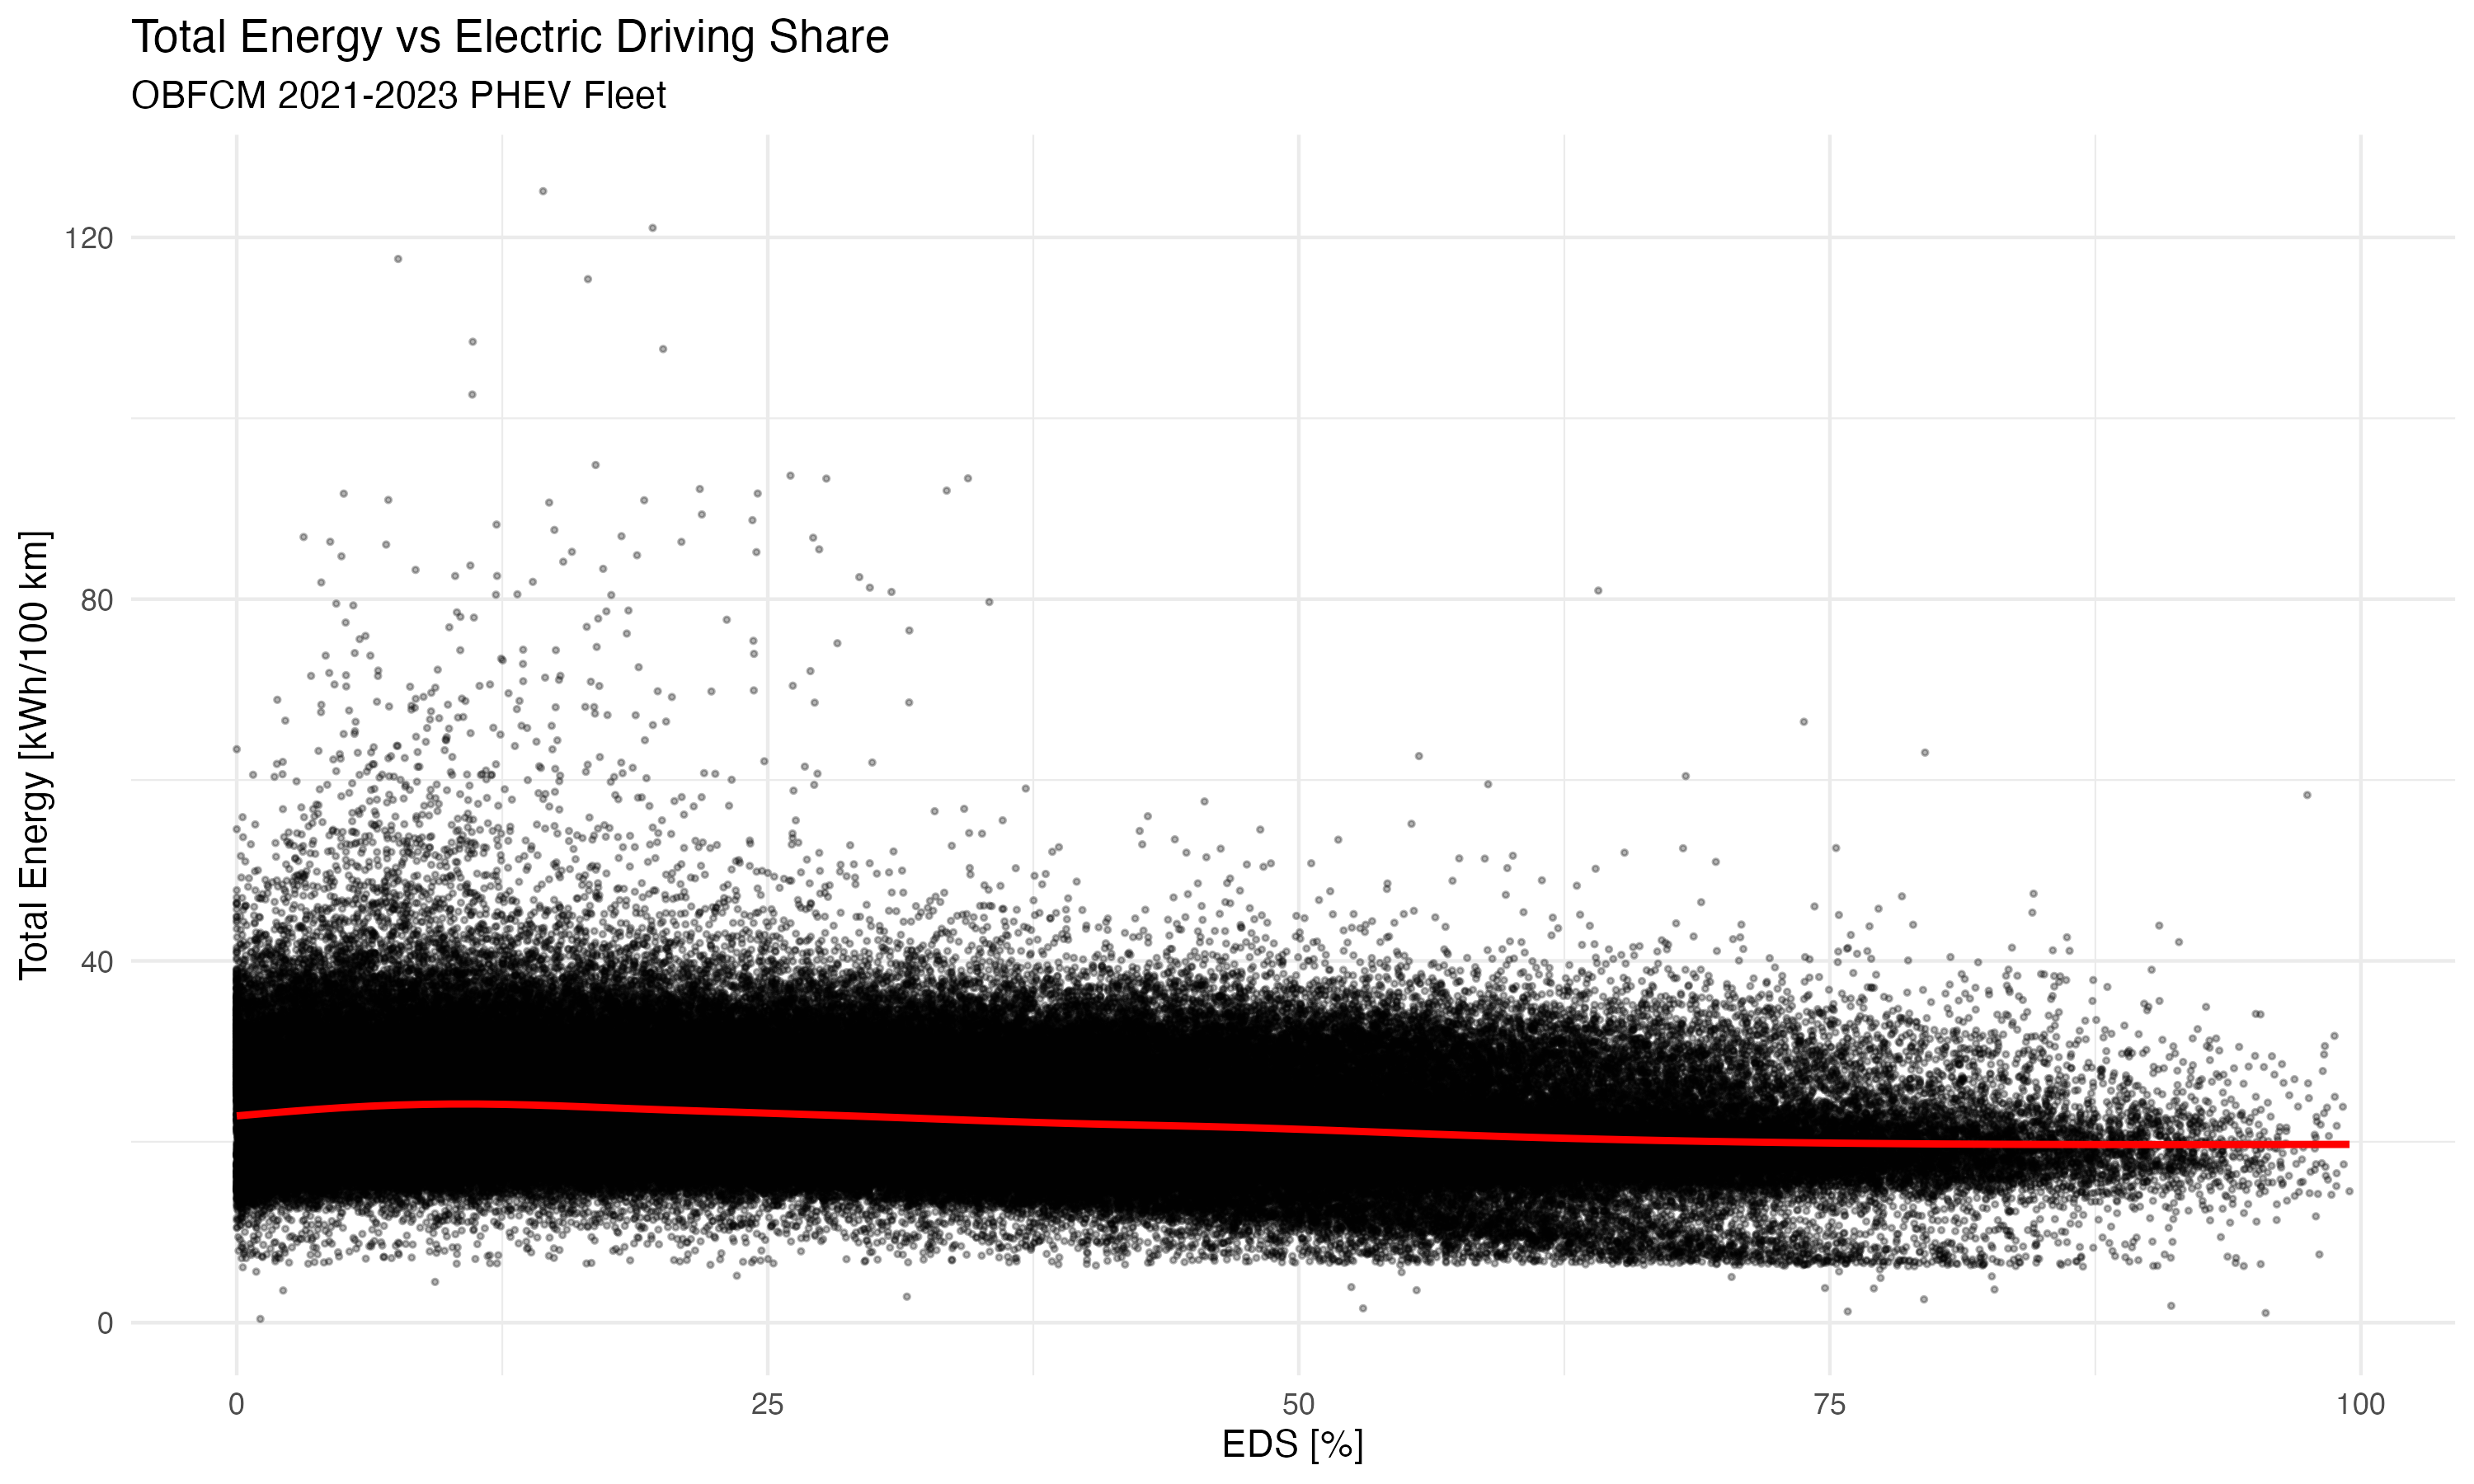 Total Energy vs Electric Driving Share
OBFCM 2021-2023 PHEV Fleet
Total Energy [kWh/100 km]
120
80
40
0
0
25
50
75
100
EDS [%]